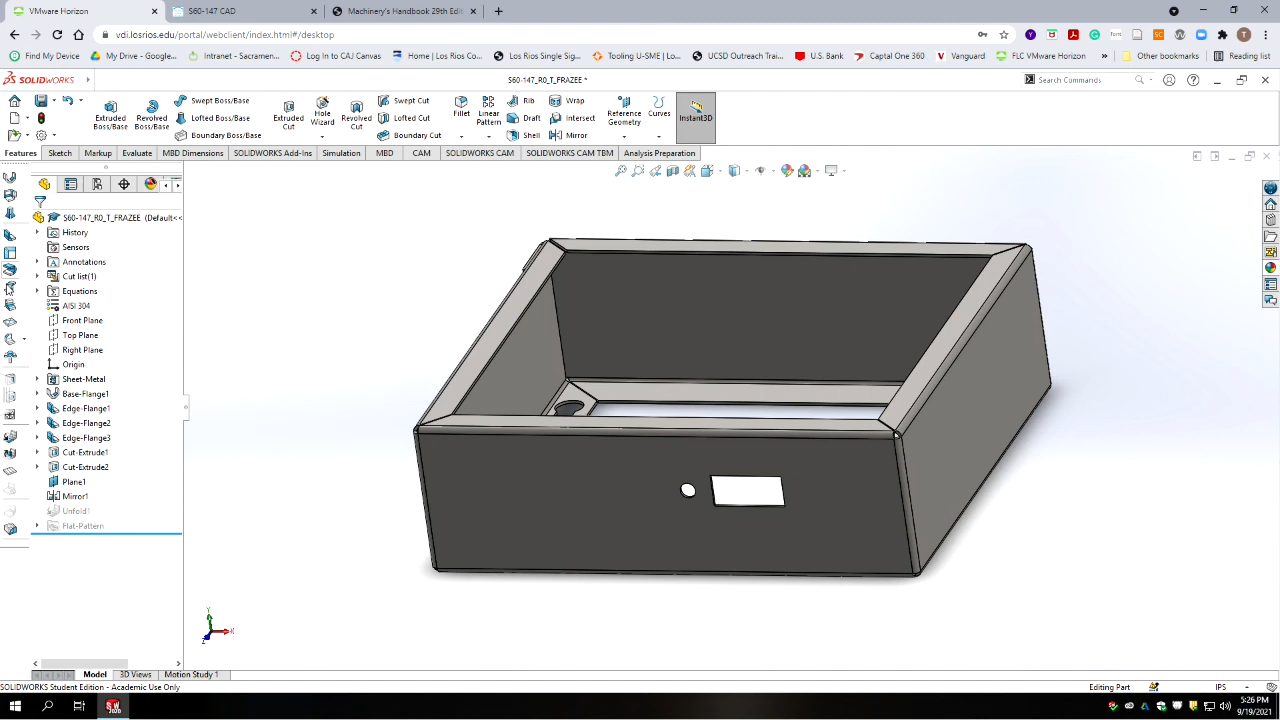 VMware Horizon
S60-147 CAD
Machinery's Handbook 29th Editi
vdi.losrios.edu/portal/webclient/index.html#/desktop
Find My Device
My Drive - Google...
Intranet - Sacramen...
Log In to CAJ Canvas
Home | Los Rios Co...
Los Rios Single Sig...
Tooling U-SME | Lo...
UCSD Outreach Trai...
U.S. Bank
Captal One 360
Vanguard
FLC VMware Horizon
Other bookmarks
Reading list
SOLIDWORKS
S60-147_R0_T_FRAZEE *
Search Commands
Extruded Boss/Base
Revolved Boss/Base
Swept Boss/Base
Lofted Boss/Base
Boundary Boss/Base
Extruded Cut
Hole Wizard
Revolved Cut
Swept Cut
Lofted Cut
Boundary Cut
Fillet
Linear Pattern
Rib
Draft
Shell
Wrap
Intersect
Mirror
Reference Geometry
Curves
Instant3D
Features
Sketch
Markup
Evaluate
MBD Dimensions
SOLIDWORKS Add-Ins
Simulation
MBD
CAM
SOLIDWORKS CAM
SOLIDWORKS CAM TBM
Analysis Preparation
S60-147_R0_T_FRAZEE (Default<<
History
Sensors
Annotations
Cut list(1)
Equations
AISI 304
Front Plane
Top Plane
Right Plane
Origin
Sheet-Metal
Base-Flange1
Edge-Flange1
Edge-Flange2
Edge-Flange3
Cut-Extrude1
Cut-Extrude2
Plane1
Mirror1
Unfold1
Flat-Pattern
Y
X
Z
Model
3D Views
Motion Study 1
SOLIDWORKS Student Edition - Academic Use Only
Editing Part
IPS
5:26 PM
9/19/2021